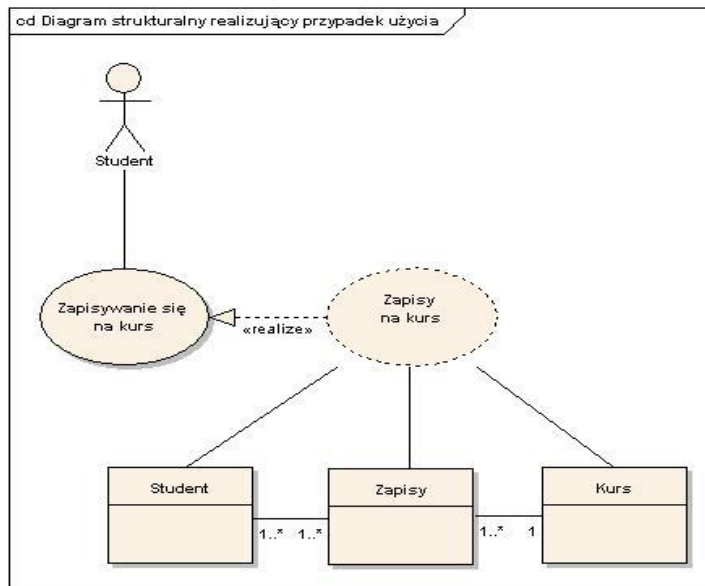 cd Diagram strukturalny realizujący przypadek użycia
Student
Zapisywanie się
na kurs
«realize»
Zapisy
na kurs
Student
Zapisy
Kurs
1..* 1..*
1..* 1